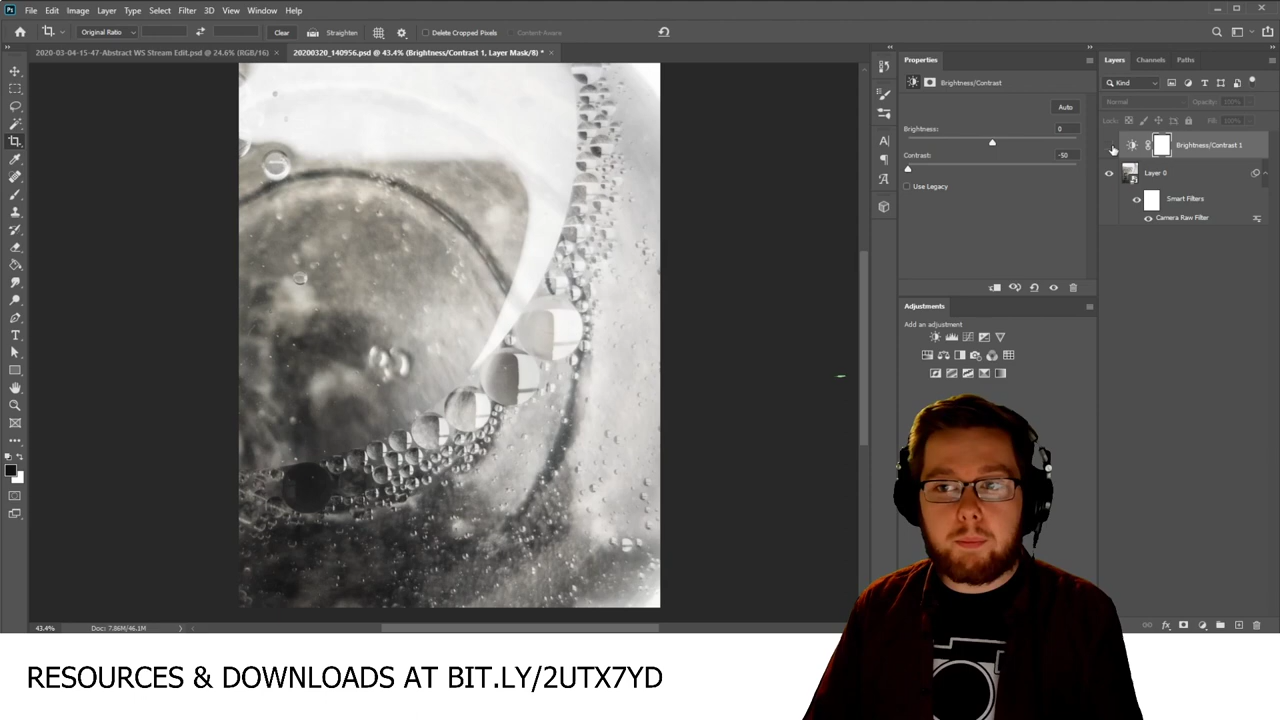 Ps File Edit Image Layer Type Select Filter 3D View Window Help
Original Ratio Clear Straighten Delete Cropped Pixels Content-Aware
2020-03-04-15-47-Abstract WS Stream Edit.psd @ 24.6% (RGB/16) × 20200320_140956.psd @ 43.4% (Brightness/Contrast 1, Layer Mask/8) * ×
Properties
Brightness/Contrast
Auto
Brightness: 0
Contrast: -50
Use Legacy
Adjustments
Add an adjustment
Layers Channels Paths
Kind
Normal Opacity: 100%
Lock: Fill: 100%
Brightness/Contrast 1
Layer 0
Smart Filters
Camera Raw Filter
43.4% Doc: 7.86M/46.1M
RESOURCES & DOWNLOADS AT BIT.LY/2UTX7YD